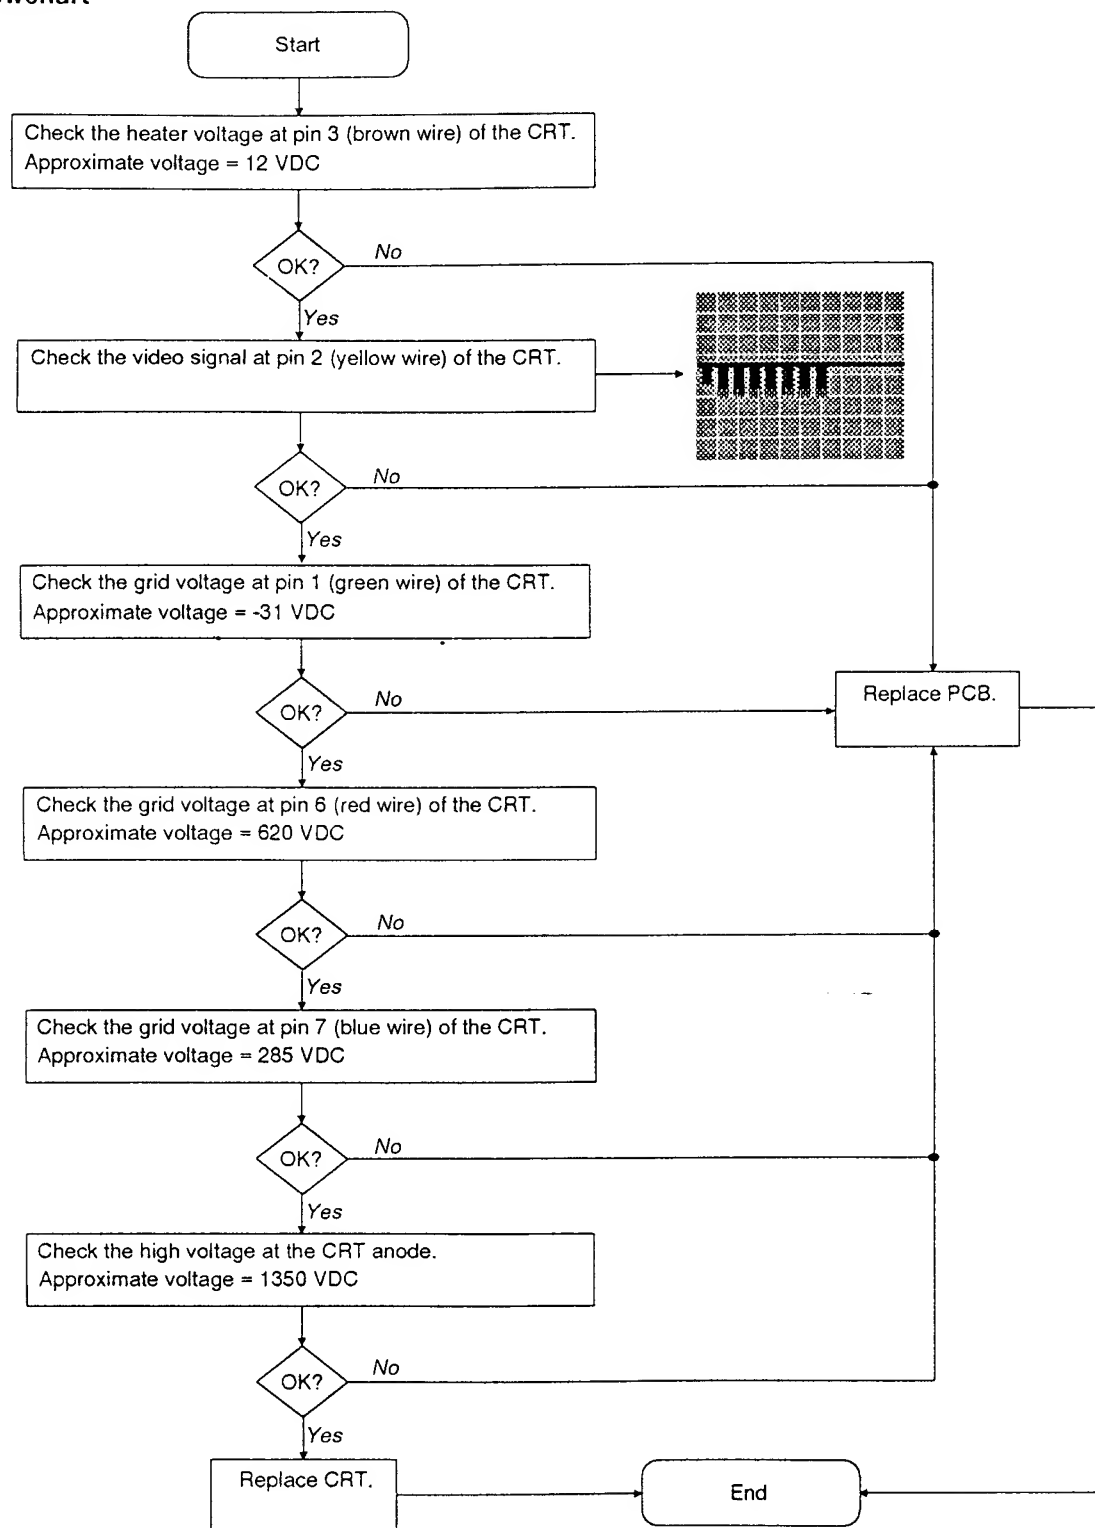 Start
Check the heater voltage at pin 3 (brown wire) of the CRT.
Approximate voltage = 12 VDC
OK?
No
Yes
Check the video signal at pin 2 (yellow wire) of the CRT.
OK?
No
Yes
Check the grid voltage at pin 1 (green wire) of the CRT.
Approximate voltage = -31 VDC
OK?
No
Replace PCB.
Yes
Check the grid voltage at pin 6 (red wire) of the CRT.
Approximate voltage = 620 VDC
OK?
No
Yes
Check the grid voltage at pin 7 (blue wire) of the CRT.
Approximate voltage = 285 VDC
OK?
No
Yes
Check the high voltage at the CRT anode.
Approximate voltage = 1350 VDC
OK?
No
Yes
Replace CRT.
End